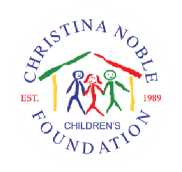 CHRISTINA NOBLE
EST. 1989
CHILDREN'S
FOUNDATION